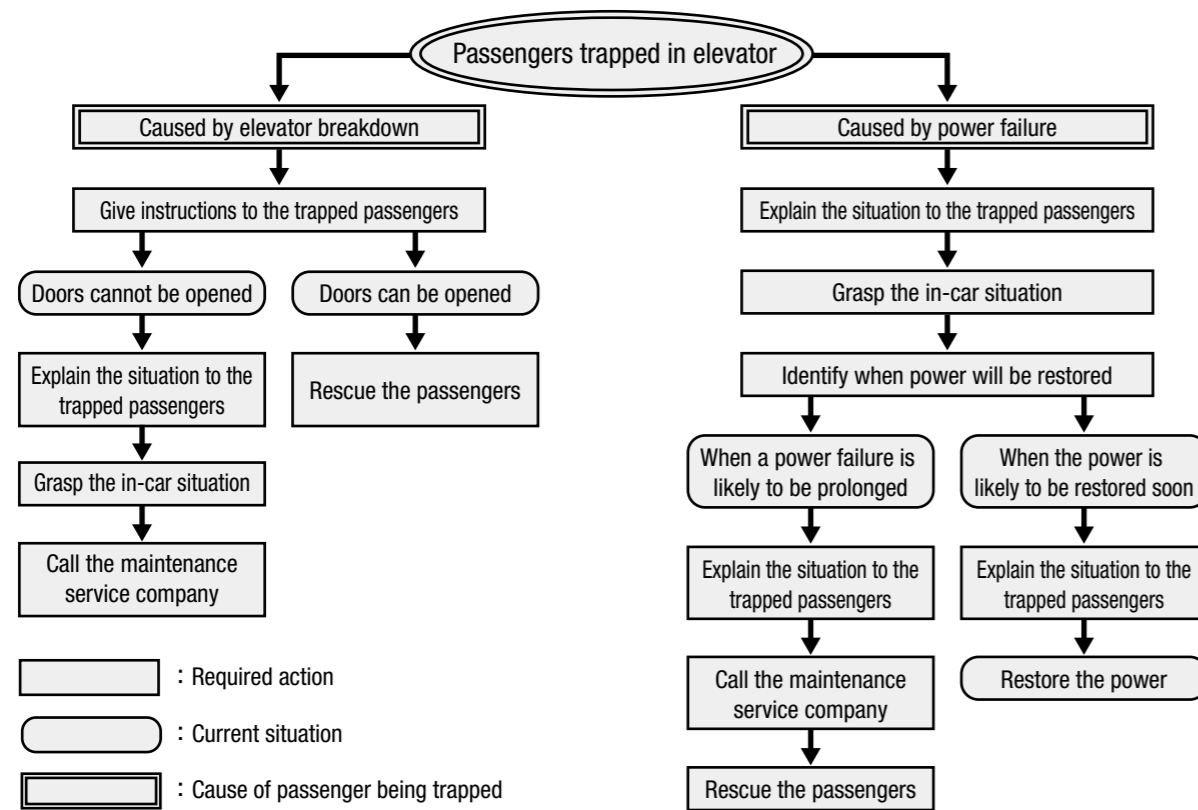 Passengers trapped in elevator
Caused by elevator breakdown
Give instructions to the trapped passengers
Doors cannot be opened
Doors can be opened
Explain the situation to the
trapped passengers
Rescue the passengers
Grasp the in-car situation
Call the maintenance
service company
Caused by power failure
Explain the situation to the trapped passengers
Grasp the in-car situation
Identify when power will be restored
When a power failure is
likely to be prolonged
When the power is
likely to be restored soon
Explain the situation to the
trapped passengers
Explain the situation to the
trapped passengers
Call the maintenance
service company
Restore the power
Rescue the passengers
: Required action
: Current situation
: Cause of passenger being trapped